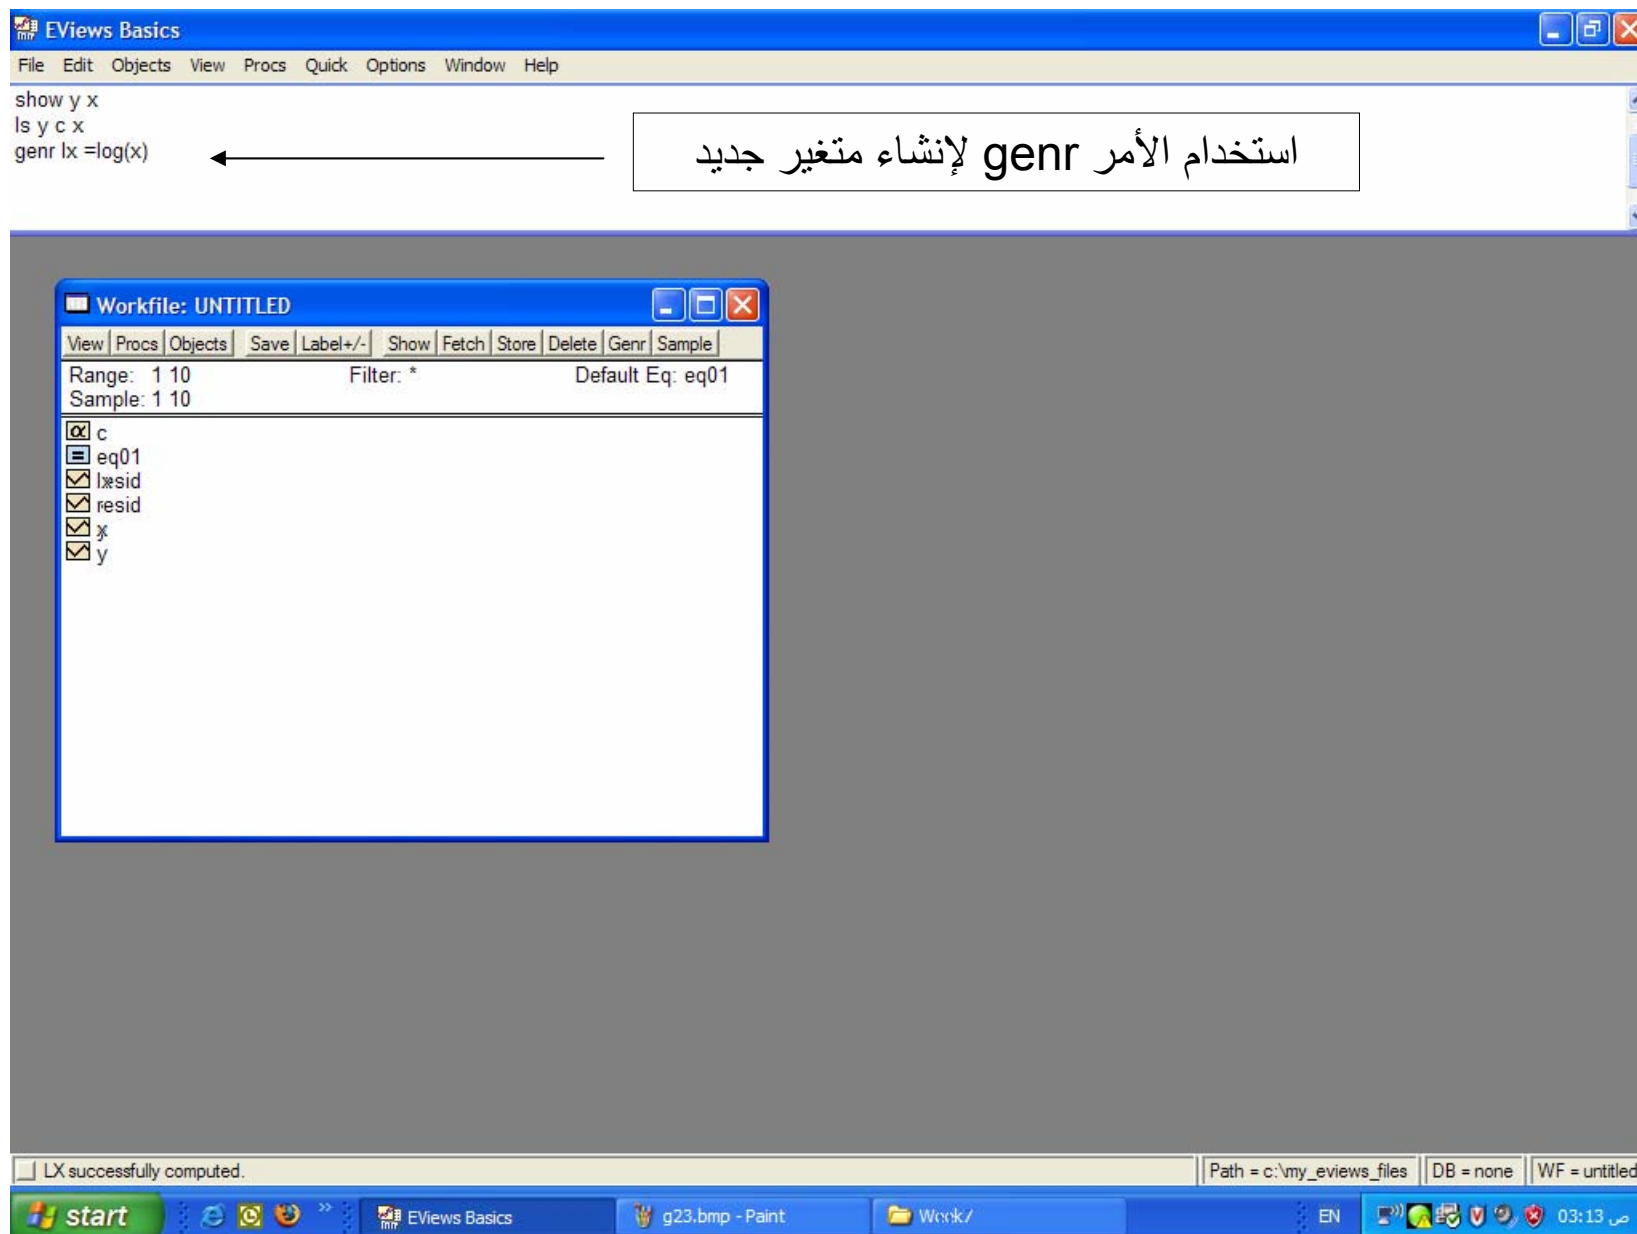 EViews Basics
File Edit Objects View Procs Quick Options Window Help
show y x
ls y c x
genr lx =log(x)
استخدام الأمر genr لإنشاء متغير جديد
Workfile: UNTITLED
View Procs Objects Save Label+/- Show Fetch Store Delete Genr Sample
Range: 1 10 Filter: * Default Eq: eq01
Sample: 1 10
c
eq01
resid
y
LX successfully computed.
Path = c:\my_eviews_files DB = none WF = untitled
start EViews Basics g23.bmp - Paint EN 03:13 ص